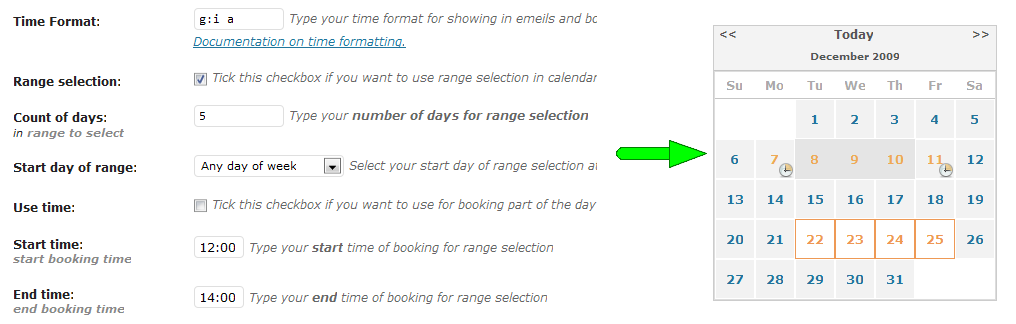 Time Format: g:i a Type your time format for showing in emeils and bo
Documentation on time formatting.
Range selection: Tick this checkbox if you want to use range selection in calendar
Count of days: 5 Type your number of days for range selection
in range to select
Start day of range: Any day of week Select your start day of range selection at
Use time: Tick this checkbox if you want to use for booking part of the day
Start time: 12:00 Type your start time of booking for range selection
start booking time
End time: 14:00 Type your end time of booking for range selection
end booking time
<< Today >>
December 2009
Su Mo Tu We Th Fr Sa
1 2 3 4 5
6 7 8 9 10 11 12
13 14 15 16 17 18 19
20 21 22 23 24 25 26
27 28 29 30 31